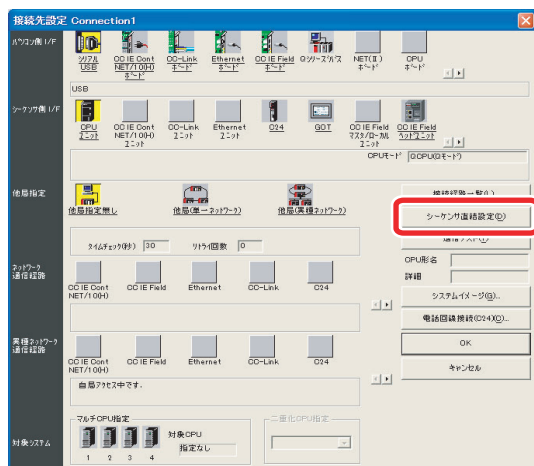 接続先設定 Connection1
パソコン側 I/F
シリアル
USB
CC IE Cont
NET/10(H)
ボード
CC-Link
ボード
Ethernet
ボード
CC IE Field
ボード
Qシリーズバス
NET(Ⅱ)
ボード
CPU
ボード
USB
シーケンサ側 I/F
CPU
ユニット
CC IE Cont
NET/10(H)
ユニット
CC-Link
ユニット
Ethernet
ユニット
C24
GOT
CC IE Field
マスタ/ローカル
ユニット
CC IE Field
ヘッドユニット
CPUモード
QCPU(Qモード)
他局指定
他局指定無し
他局(単一ネットワーク)
他局(異種ネットワーク)
接続経路一覧(L)
シーケンサ直結設定(D)
通信テスト(T)
タイムチェック(秒)
30
リトライ回数
0
CPU形名
詳細
システムイメージ(G)...
電話回線接続(C24)(C)...
OK
キャンセル
ネットワーク
通信経路
CC IE Cont
NET/10(H)
CC IE Field
Ethernet
CC-Link
C24
異種ネットワーク
通信経路
CC IE Cont
NET/10(H)
CC IE Field
Ethernet
CC-Link
C24
自局アクセス中です.
対象システム
マルチCPU指定
1 2 3 4
対象CPU
指定なし
二重化CPU指定